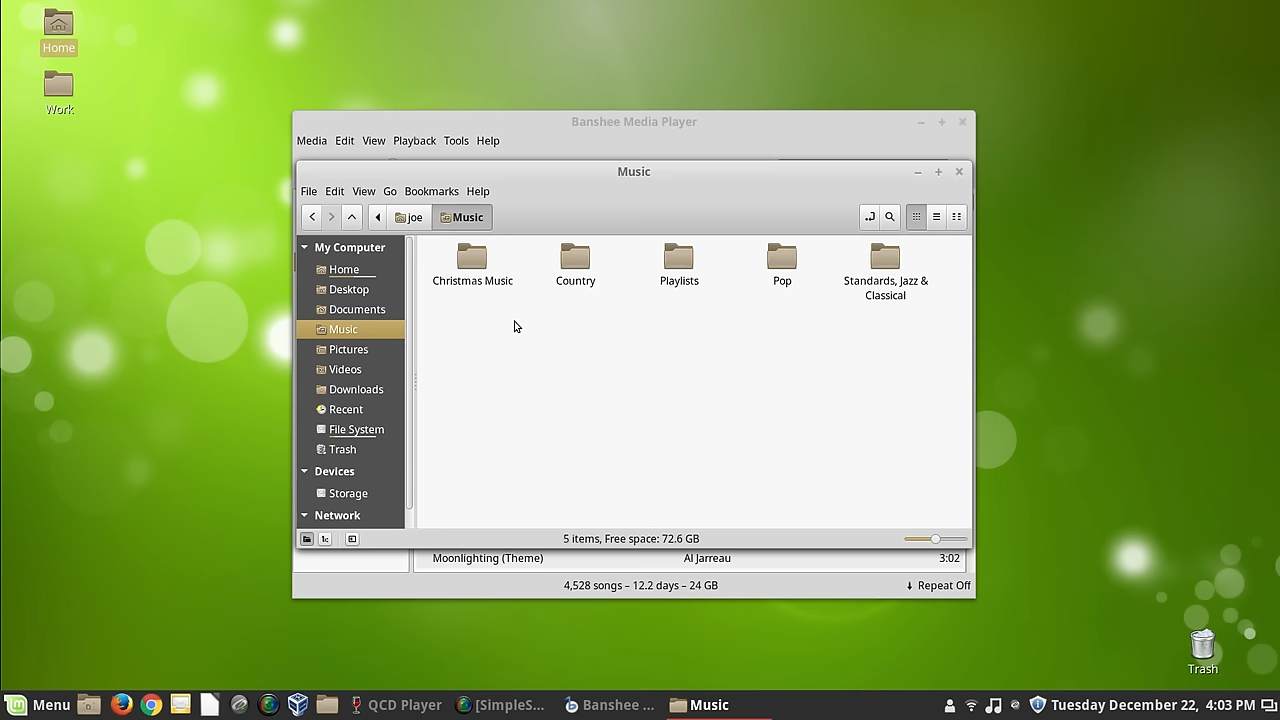 Home
Work
Banshee Media Player
Media Edit View Playback Tools Help
Music
File Edit View Go Bookmarks Help
joe Music
My Computer
Home
Desktop
Documents
Music
Pictures
Videos
Downloads
Recent
File System
Trash
Devices
Storage
Network
Christmas Music
Country
Playlists
Pop
Standards, Jazz &
Classical
5 items, Free space: 72.6 GB
Moonlighting (Theme) Al Jarreau 3:02
4,528 songs – 12.2 days – 24 GB
Repeat Off
Trash
Menu QCD Player [SimpleS... Banshee ... Music Tuesday December 22, 4:03 PM